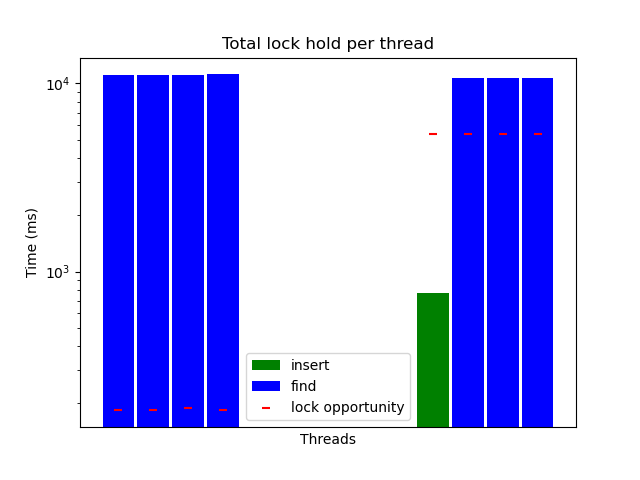 Total lock hold per thread
Time (ms)
10⁴
10³
insert
find
lock opportunity
Threads